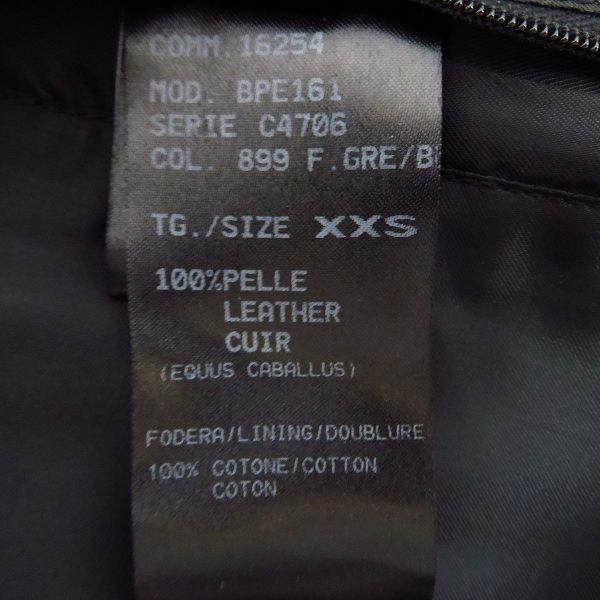 COMM. 16254
MOD. BPE161
SERIE C4706
COL. 899 F.GRE/
TG./SIZE XXS
100%PELLE
LEATHER
CUIR
(EQUUS CABALLUS)
FODERA/LINING/DOUBLURE
100% COTONE/COTTON
COTON